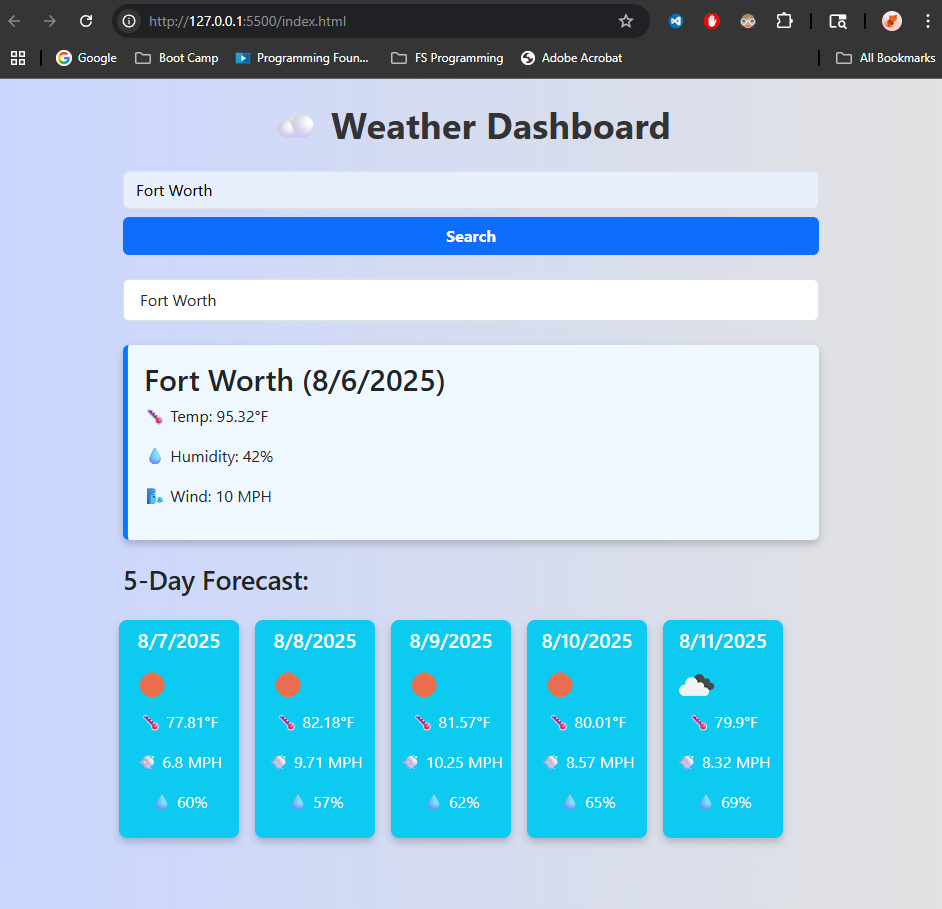 http://127.0.0.1:5500/index.html
Google Boot Camp Programming Foun... FS Programming Adobe Acrobat All Bookmarks
Weather Dashboard
Fort Worth
Search
Fort Worth
Fort Worth (8/6/2025)
Temp: 95.32°F
Humidity: 42%
Wind: 10 MPH
5-Day Forecast:
8/7/2025 8/8/2025 8/9/2025 8/10/2025 8/11/2025
77.81°F 82.18°F 81.57°F 80.01°F 79.9°F
6.8 MPH 9.71 MPH 10.25 MPH 8.57 MPH 8.32 MPH
60% 57% 62% 65% 69%